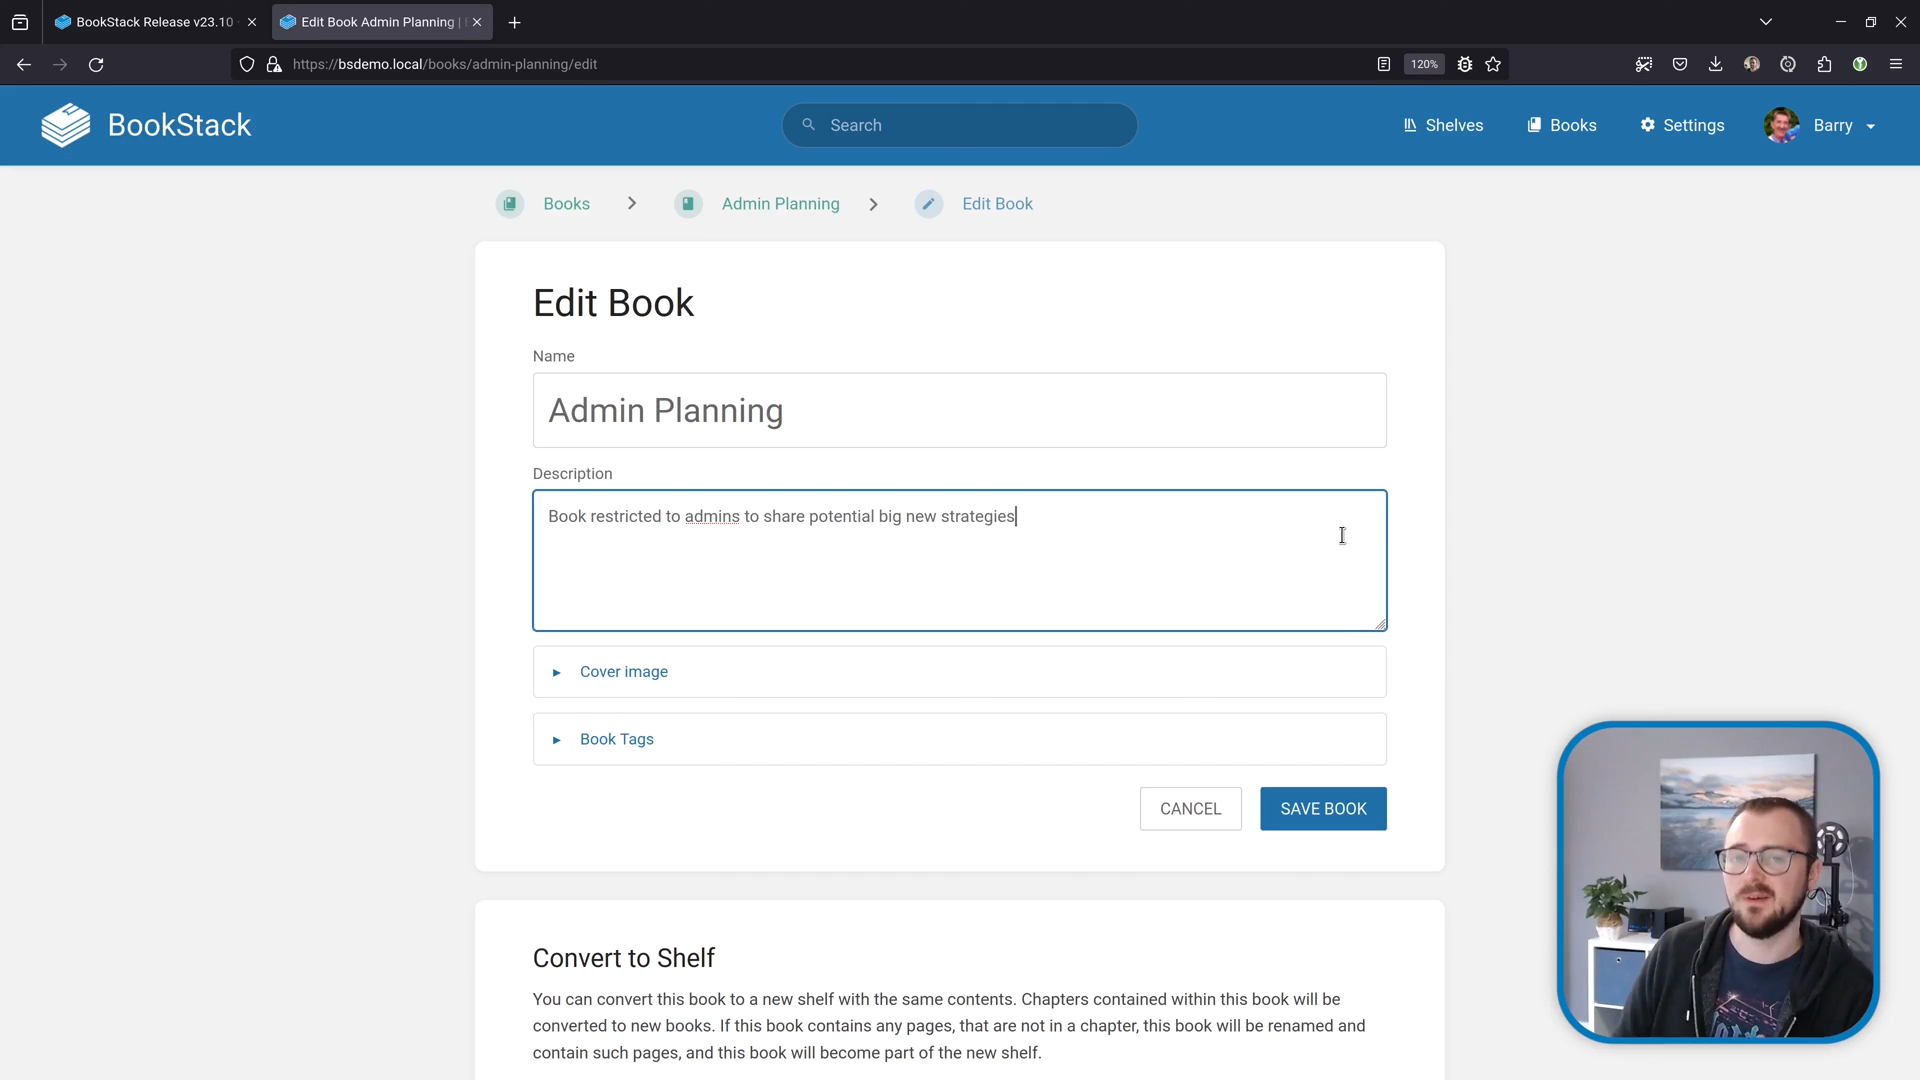 BookStack Release v23.10
Edit Book Admin Planning |
https://bsdemo.local/books/admin-planning/edit
120%
BookStack
Search
Shelves
Books
Settings
Barry
Books
Admin Planning
Edit Book
Edit Book
Name
Admin Planning
Description
Book restricted to admins to share potential big new strategies
Cover image
Book Tags
CANCEL
SAVE BOOK
Convert to Shelf
You can convert this book to a new shelf with the same contents. Chapters contained within this book will be
converted to new books. If this book contains any pages, that are not in a chapter, this book will be renamed and
contain such pages, and this book will become part of the new shelf.